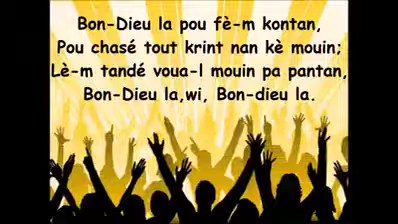 Bon-Dieu la pou fè-m kontan,
Pou chasé tout krint nan kè mouin;
Lè-m tandé voua-l mouin pa pantan,
Bon-Dieu la,wi, Bon-dieu la.